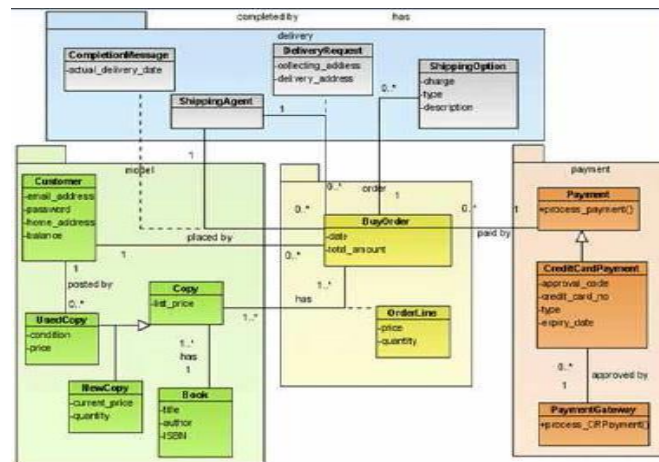 completed by has
delivery
CompletionMessage
-actual_delivery_date
DeliveryRequest
-collecting_address
-delivery_address
ShippingOption
-charge
-type
-description
ShippingAgent
1
0..*
1
model
order
payment
Customer
-email_address
-password
-home_address
-balance
0..*
0..*
1
BuyOrder
-date
-total_amount
0..*
1
Payment
+process_payment()
placed by
paid by
1
0..*
1
posted by
0..*
Copy
-list_price
1..*
has
1..*
CreditCardPayment
-approval_code
-credit_card_no
-type
-expiry_date
UsedCopy
-condition
-price
OrderLine
-price
-quantity
1..*
has
1
0..*
approved by
1
NewCopy
-current_price
-quantity
Book
-title
-author
-ISBN
PaymentGateway
+process_CRPayment()